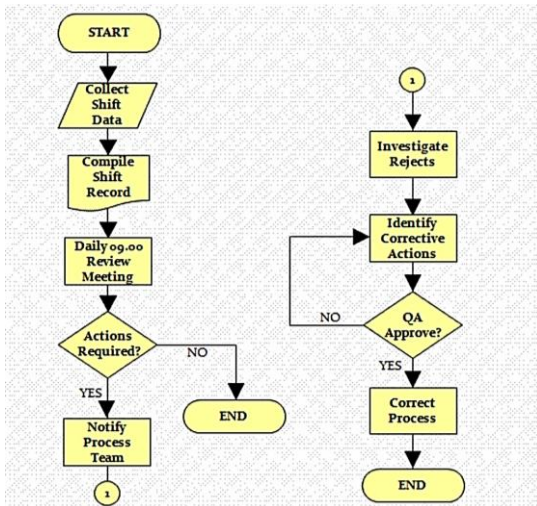 START
Collect
Shift
Data
Compile
Shift
Record
Daily 09.00
Review
Meeting
Actions
Required?
NO
YES
END
Notify
Process
Team
1
1
Investigate
Rejects
Identify
Corrective
Actions
NO
QA
Approve?
YES
Correct
Process
END